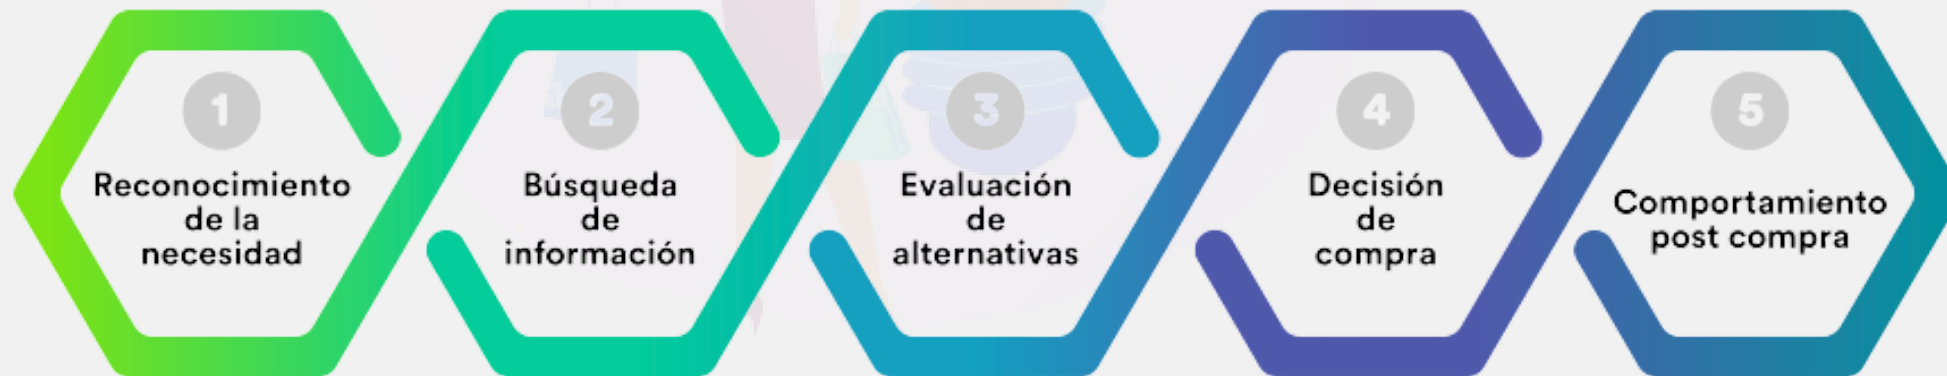 1
Reconocimiento
de la
necesidad
2
Búsqueda
de
información
3
Evaluación
de
alternativas
4
Decisión
de
compra
5
Comportamiento
post compra